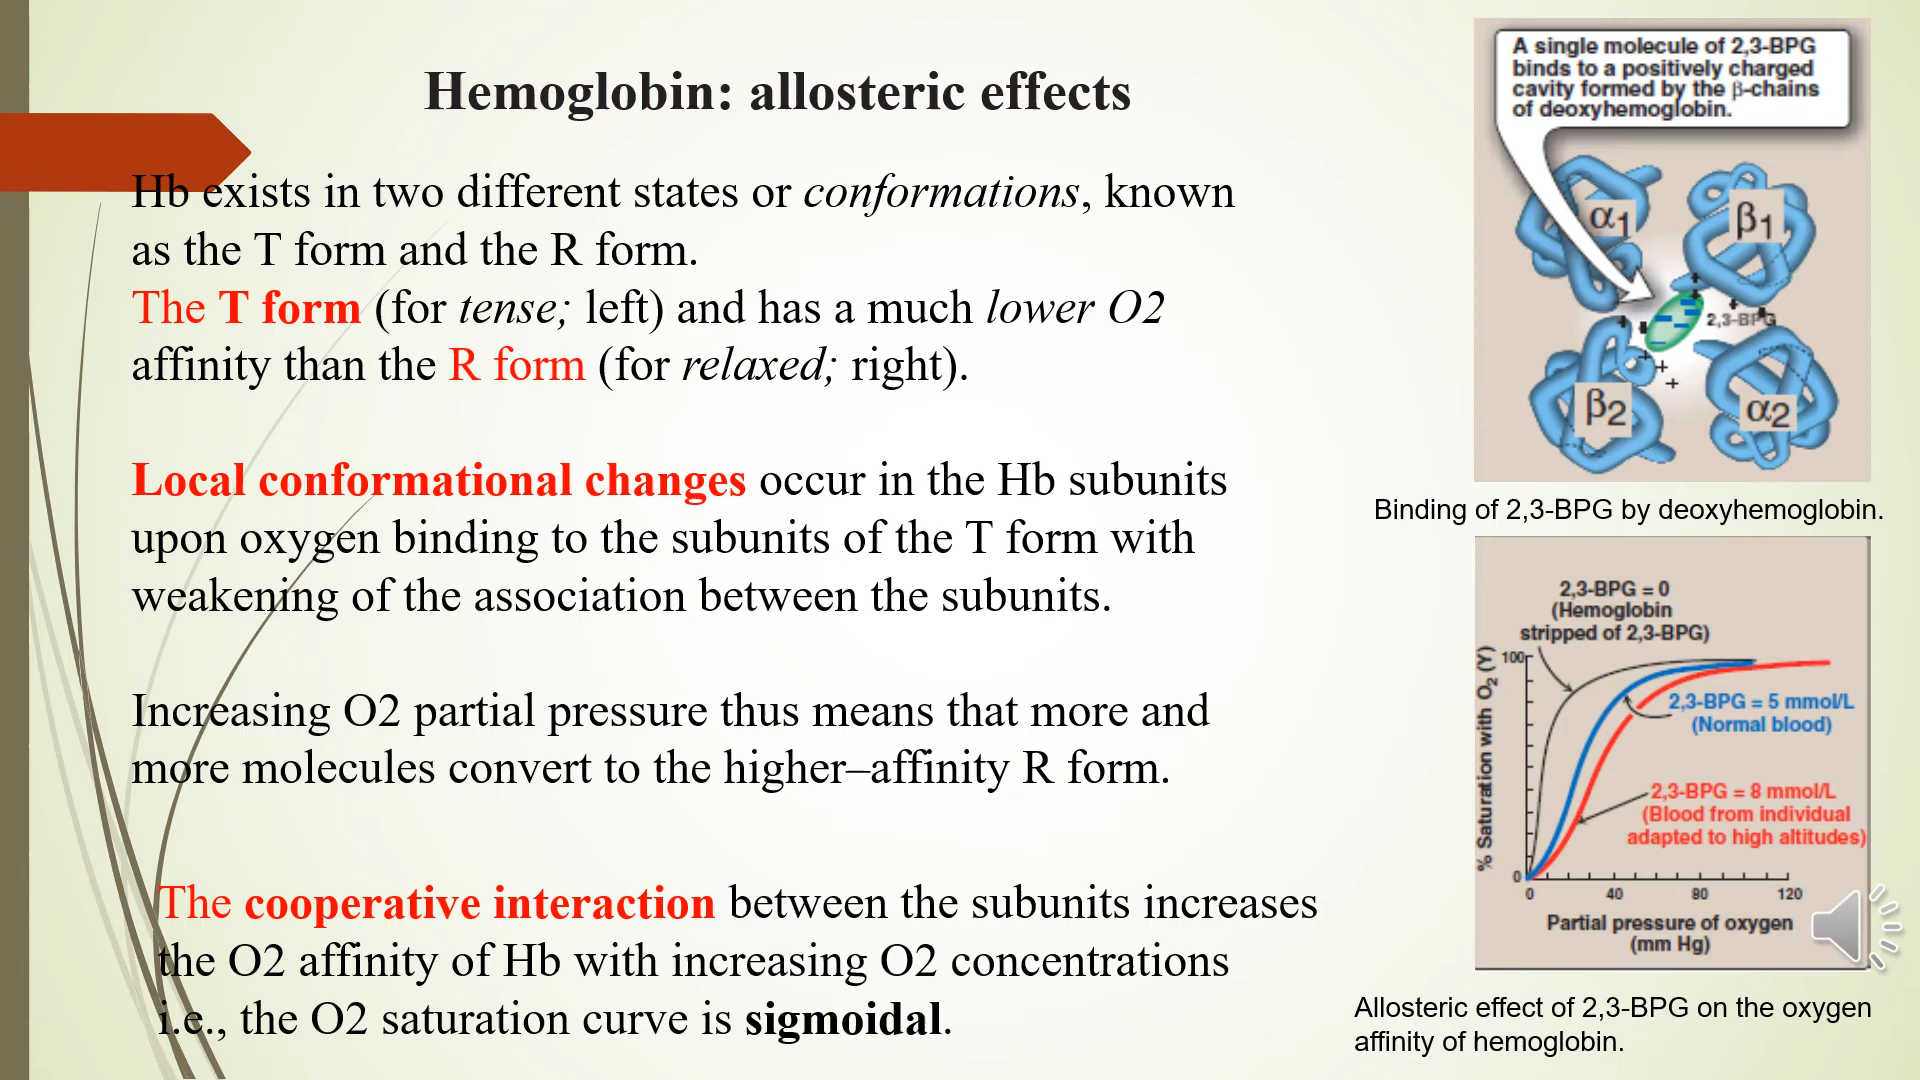 Hemoglobin: allosteric effects
Hb exists in two different states or conformations, known
as the T form and the R form.
The T form (for tense; left) and has a much lower O2
affinity than the R form (for relaxed; right).
Local conformational changes occur in the Hb subunits
upon oxygen binding to the subunits of the T form with
weakening of the association between the subunits.
Increasing O2 partial pressure thus means that more and
more molecules convert to the higher–affinity R form.
The cooperative interaction between the subunits increases
the O2 affinity of Hb with increasing O2 concentrations
i.e., the O2 saturation curve is sigmoidal.
A single molecule of 2,3-BPG
binds to a positively charged
cavity formed by the β-chains
of deoxyhemoglobin.
α1
β1
2,3-BPG
β2
α2
Binding of 2,3-BPG by deoxyhemoglobin.
2,3-BPG = 0
(Hemoglobin
stripped of 2,3-BPG)
% Saturation with O2 (Y)
100
2,3-BPG = 5 mmol/L
(Normal blood)
2,3-BPG = 8 mmol/L
(Blood from individual
adapted to high altitudes)
0
0 40 80 120
Partial pressure of oxygen
(mm Hg)
Allosteric effect of 2,3-BPG on the oxygen
affinity of hemoglobin.